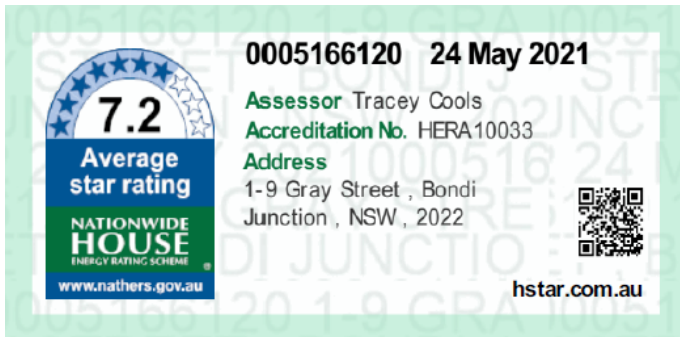 0005166120 24 May 2021
7.2
Average
star rating
NATIONWIDE
HOUSE
ENERGY RATING SCHEME ®
www.nathers.gov.au
Assessor Tracey Cools
Accreditation No. HERA10033
Address
1-9 Gray Street , Bondi
Junction , NSW , 2022
hstar.com.au